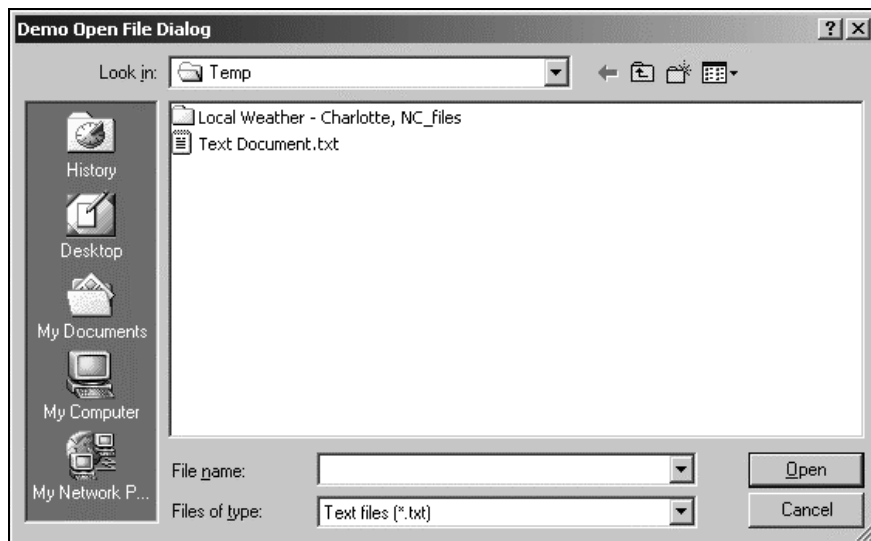 Demo Open File Dialog
Look in: Temp
Local Weather - Charlotte, NC_files
Text Document.txt
History
Desktop
My Documents
My Computer
My Network P...
File name:
Open
Files of type: Text files (*.txt)
Cancel